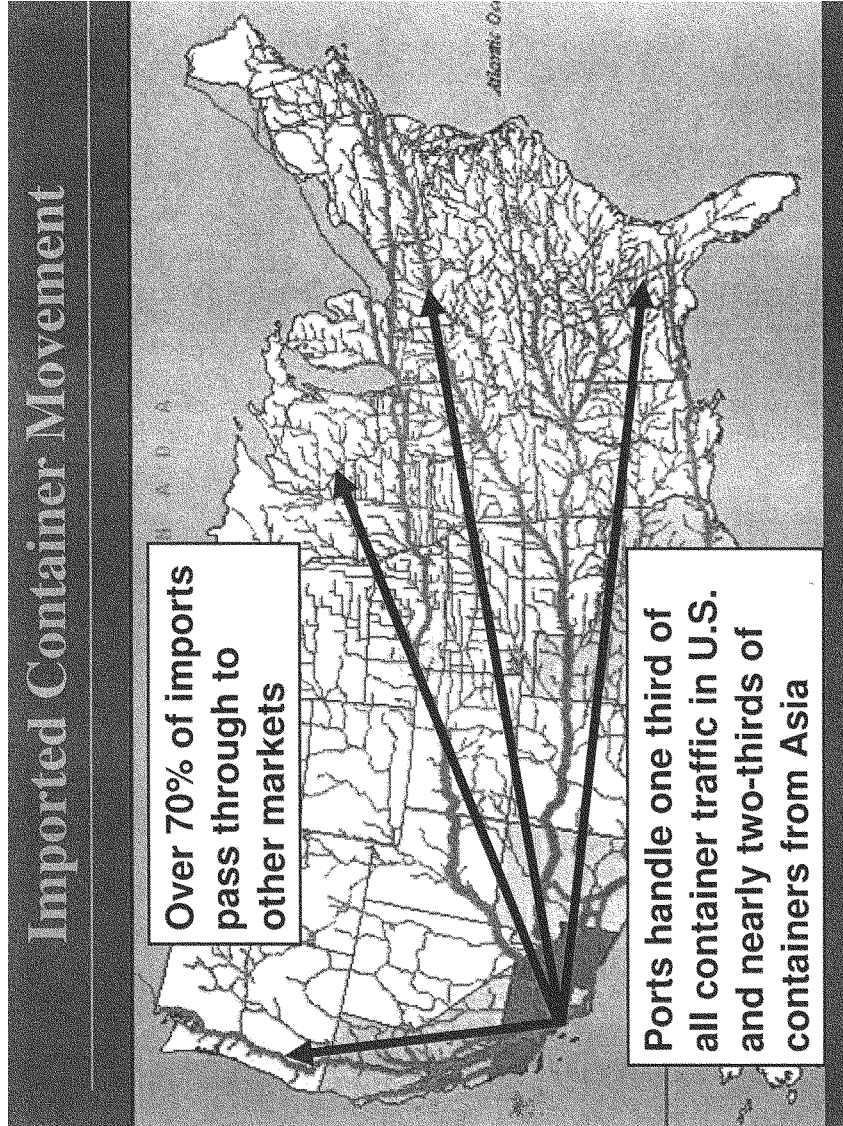 Imported Container Movement
Over 70% of imports
pass through to
other markets
Ports handle one third of
all container traffic in U.S.
and nearly two-thirds of
containers from Asia
N A D A
Atlantic Oc